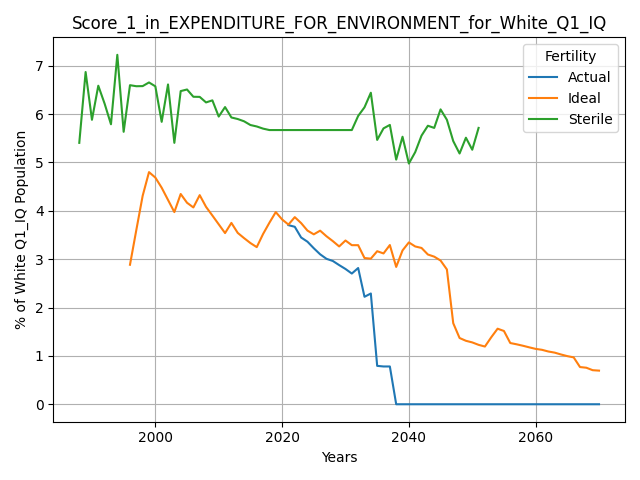 Score_1_in_EXPENDITURE_FOR_ENVIRONMENT_for_White_Q1_IQ
Fertility
Actual
Ideal
Sterile
% of White Q1_IQ Population
7
6
5
4
3
2
1
0
2000
2020
2040
2060
Years